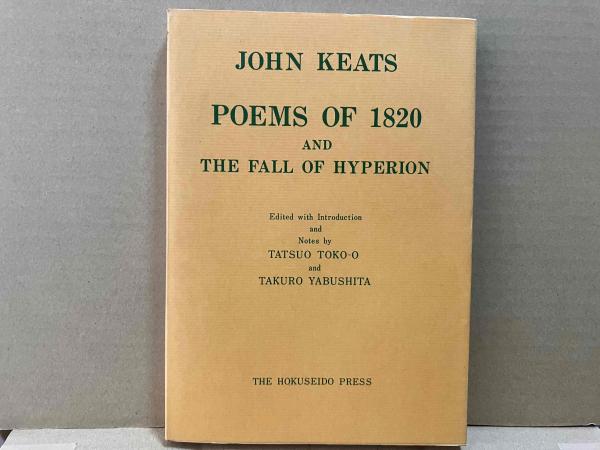 JOHN KEATS
POEMS OF 1820
AND
THE FALL OF HYPERION
Edited with Introduction
and
Notes by
TATSUO TOKO-O
and
TAKURO YABUSHITA
THE HOKUSEIDO PRESS